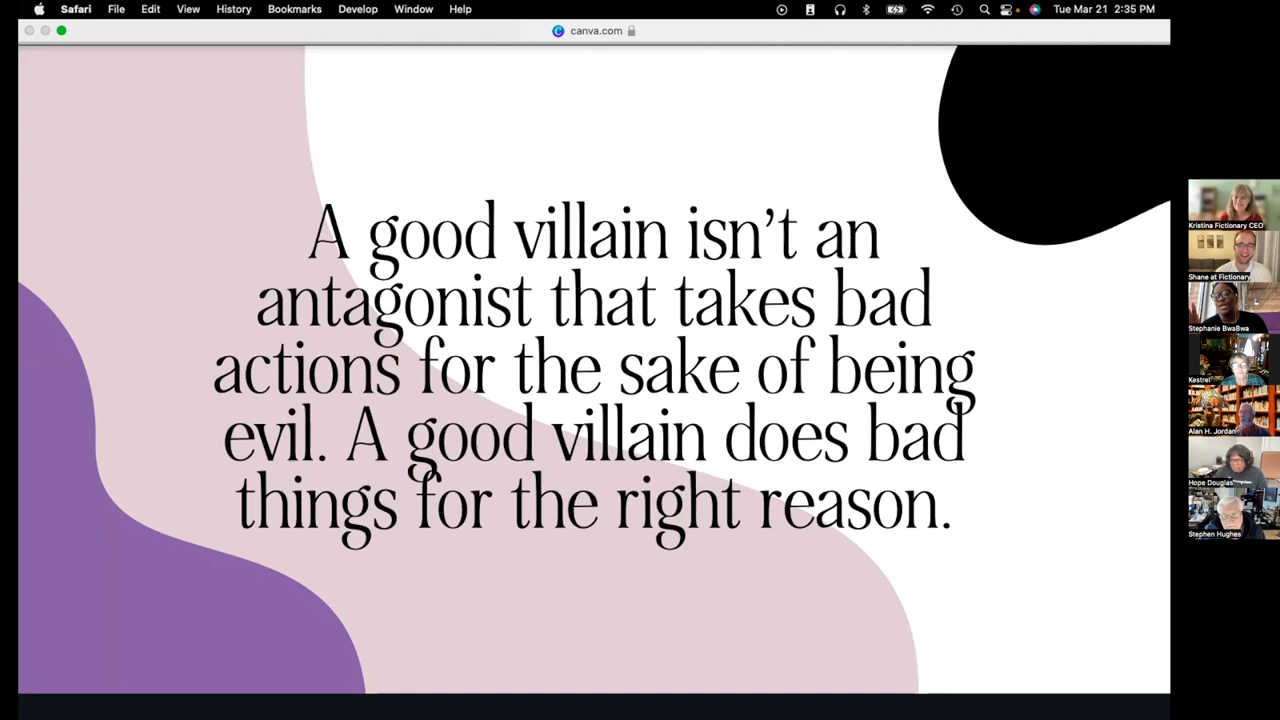 Safari File Edit View History Bookmarks Develop Window Help Tue Mar 21 2:35 PM
canva.com
A good villain isn’t an
antagonist that takes bad
actions for the sake of being
evil. A good villain does bad
things for the right reason.
Kristina Fictionary CEO
Shane at Fictionary
Stephanie BwaBwa
Kestrel
Alan H. Jordan
Hope Douglas
Stephen Hughes